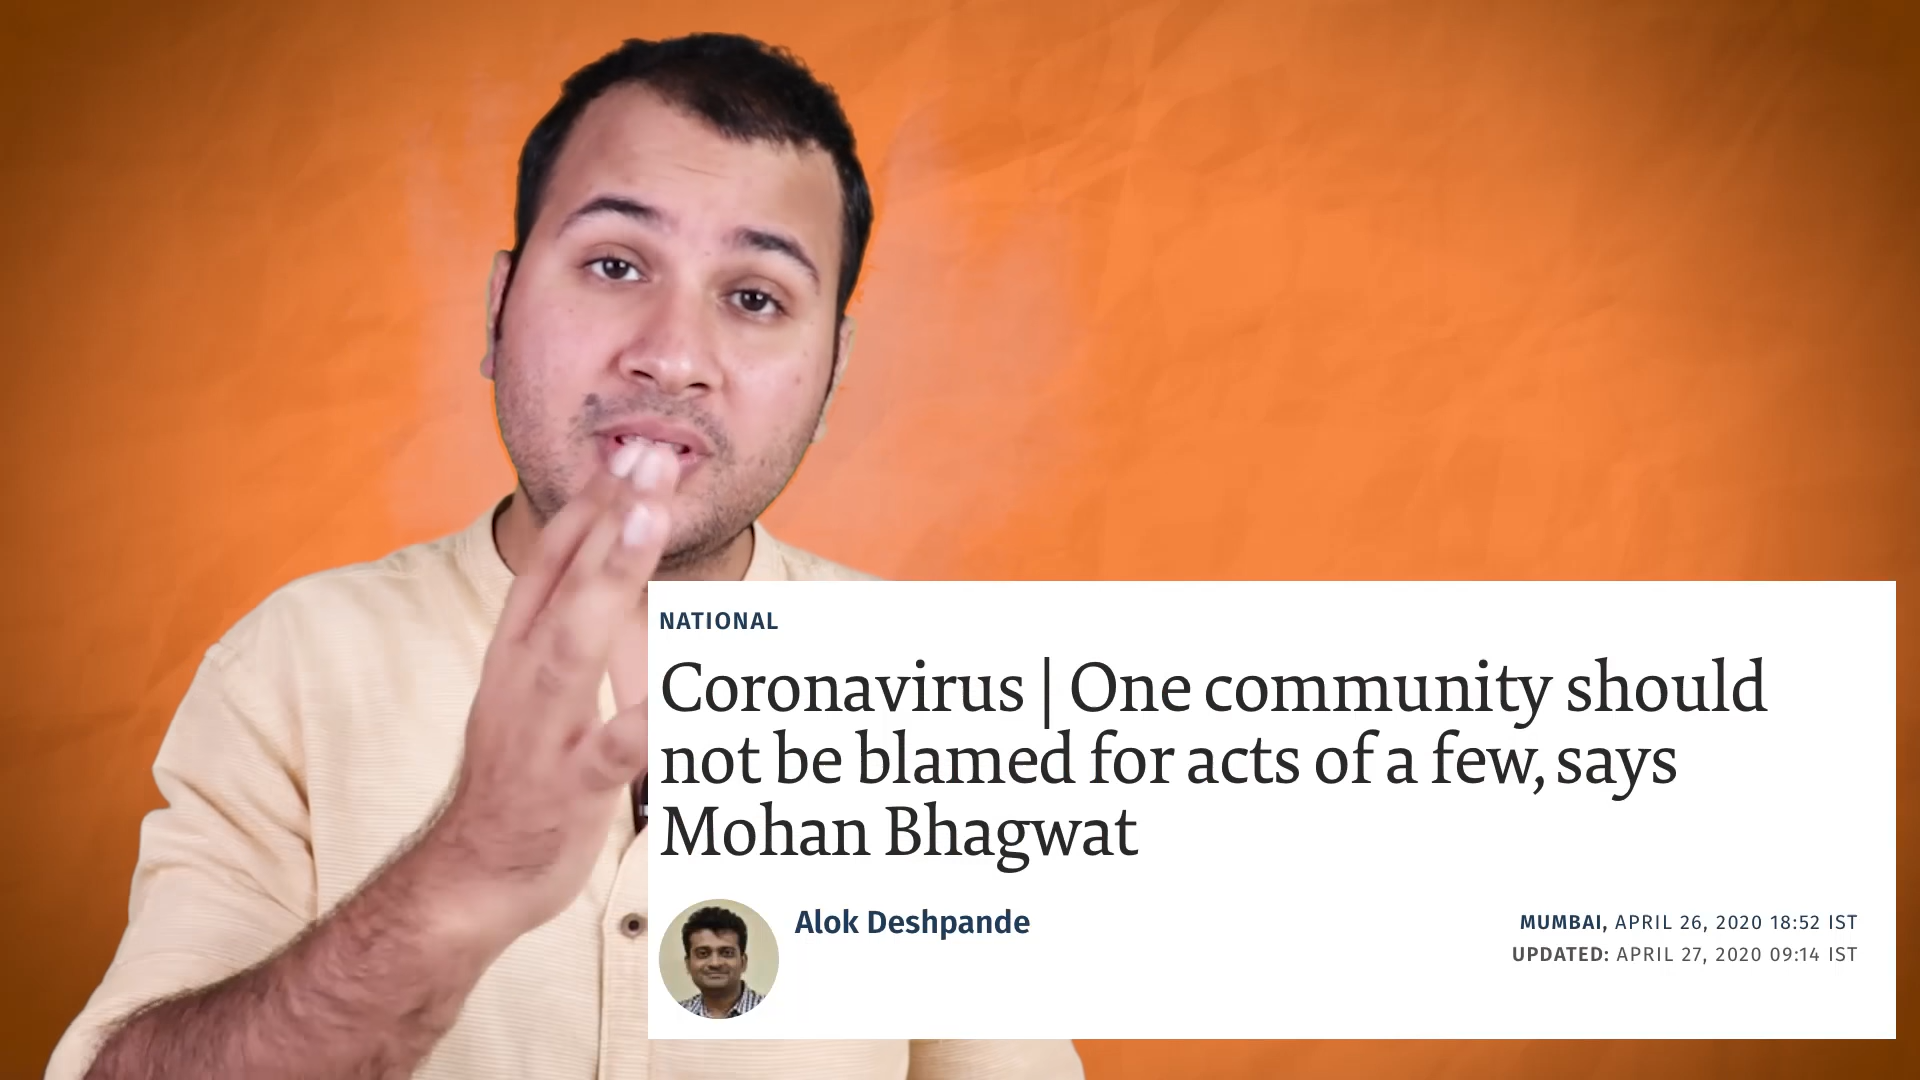 NATIONAL
Coronavirus | One community should
not be blamed for acts of a few, says
Mohan Bhagwat
Alok Deshpande
MUMBAI, APRIL 26, 2020 18:52 IST
UPDATED: APRIL 27, 2020 09:14 IST